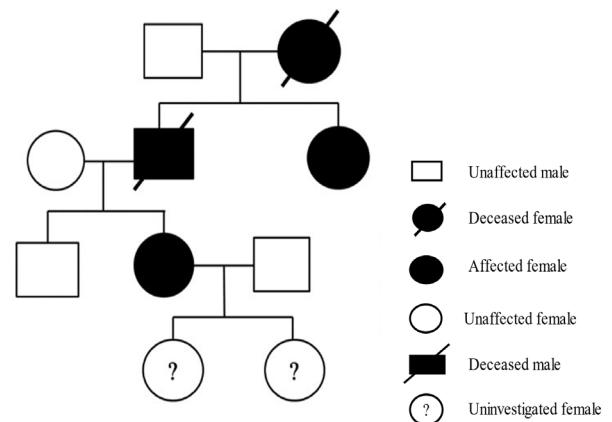 Unaffected male
Deceased female
Affected female
Unaffected female
Deceased male
? ? ? Uninvestigated female